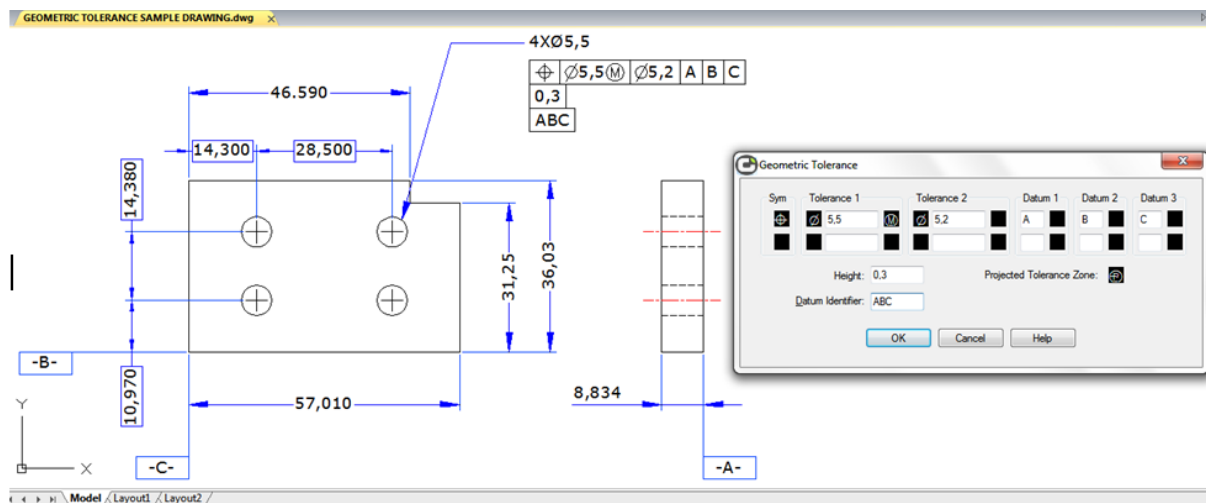 GEOMETRIC TOLERANCE SAMPLE DRAWING.dwg ×
4XØ5,5
⌖ Ø5,5Ⓜ Ø5,2 A B C
0,3
ABC
46.590
14,300 28,500
14,380
31,25
36,03
10,970
57,010
8,834
-B-
-C-
-A-
Y
X
Geometric Tolerance
Sym Tolerance 1 Tolerance 2 Datum 1 Datum 2 Datum 3
⌖ Ø 5,5 Ⓜ Ø 5,2 A B C
Height: 0,3 Projected Tolerance Zone: Ⓟ
Datum Identifier: ABC
OK Cancel Help
Model Layout1 Layout2